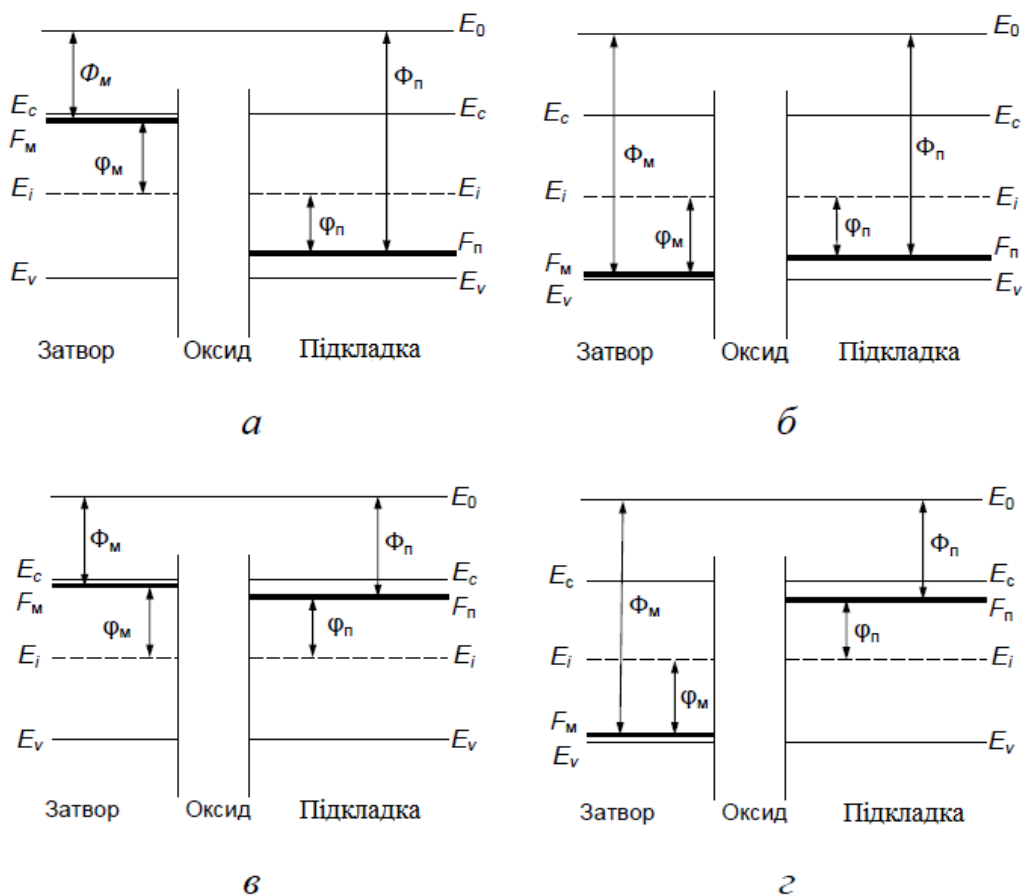 E₀ E₀
Φм Φп Φм Φп
Ec Ec Ec Ec
Fм
φм
Ei Ei Ei Ei
φп φм φп
Fп Fм Fп
Ev Ev Ev Ev
Затвор Оксид Підкладка Затвор Оксид Підкладка
а б
E₀ E₀
Φм Φп Φп
Ec Ec Ec Ec
Fм Fп Φм Fп
φм φп φп
Ei Ei Ei Ei
φм
Ev Ev Fм Ev
Ev
Затвор Оксид Підкладка Затвор Оксид Підкладка
в г